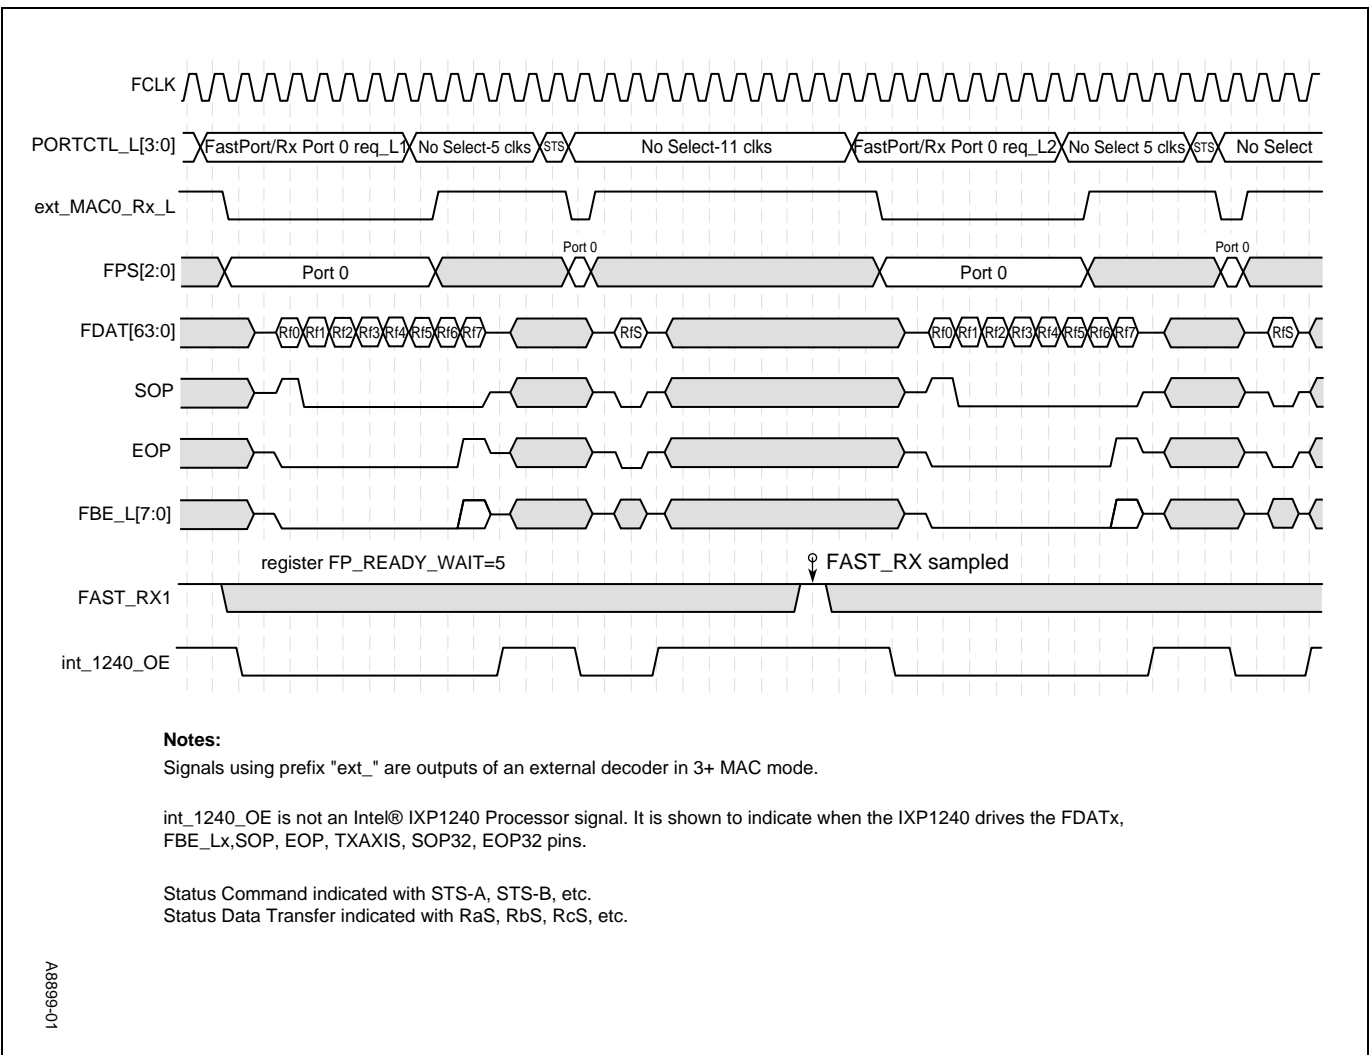 FCLK
PORTCTL_L[3:0] FastPort/Rx Port 0 req_L1 No Select-5 clks STS No Select-11 clks FastPort/Rx Port 0 req_L2 No Select 5 clks STS No Select
ext_MAC0_Rx_L
Port 0 Port 0
FPS[2:0] Port 0 Port 0
FDAT[63:0] Rf0 Rf1 Rf2 Rf3 Rf4 Rf5 Rf6 Rf7 RfS Rf0 Rf1 Rf2 Rf3 Rf4 Rf5 Rf6 Rf7 RfS
SOP
EOP
FBE_L[7:0]
register FP_READY_WAIT=5 FAST_RX sampled
FAST_RX1
int_1240_OE
Notes:
Signals using prefix "ext_" are outputs of an external decoder in 3+ MAC mode.
int_1240_OE is not an Intel® IXP1240 Processor signal. It is shown to indicate when the IXP1240 drives the FDATx,
FBE_Lx,SOP, EOP, TXAXIS, SOP32, EOP32 pins.
Status Command indicated with STS-A, STS-B, etc.
Status Data Transfer indicated with RaS, RbS, RcS, etc.
A8899-01